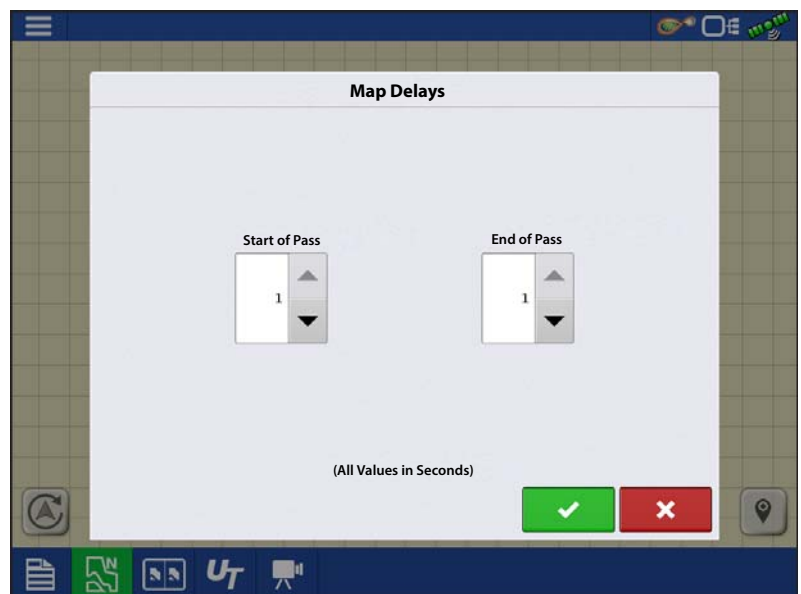 Map Delays
Start of Pass
End of Pass
1
1
(All Values in Seconds)
N
UT